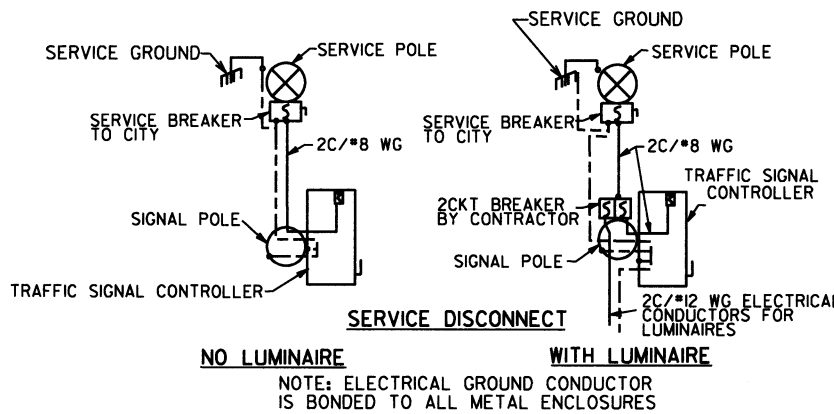 SERVICE GROUND
SERVICE POLE
SERVICE BREAKER
TO CITY
2C/#8 WG
SIGNAL POLE
TRAFFIC SIGNAL CONTROLLER
SERVICE GROUND
SERVICE POLE
SERVICE BREAKER
TO CITY
2C/#8 WG
TRAFFIC SIGNAL
CONTROLLER
2CKT BREAKER
BY CONTRACTOR
SIGNAL POLE
2C/#12 WG ELECTRICAL
CONDUCTORS FOR
LUMINAIRES
SERVICE DISCONNECT
NO LUMINAIRE
WITH LUMINAIRE
NOTE: ELECTRICAL GROUND CONDUCTOR
IS BONDED TO ALL METAL ENCLOSURES